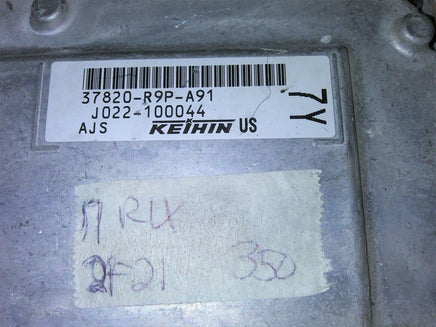 37820-R9P-A91
J022-100044
AJS KEIHIN US
7Y
17 RLX
2F21 350